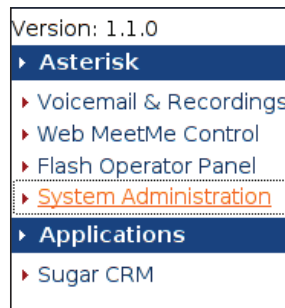 Version: 1.1.0
Asterisk
Voicemail & Recordings
Web MeetMe Control
Flash Operator Panel
System Administration
Applications
Sugar CRM